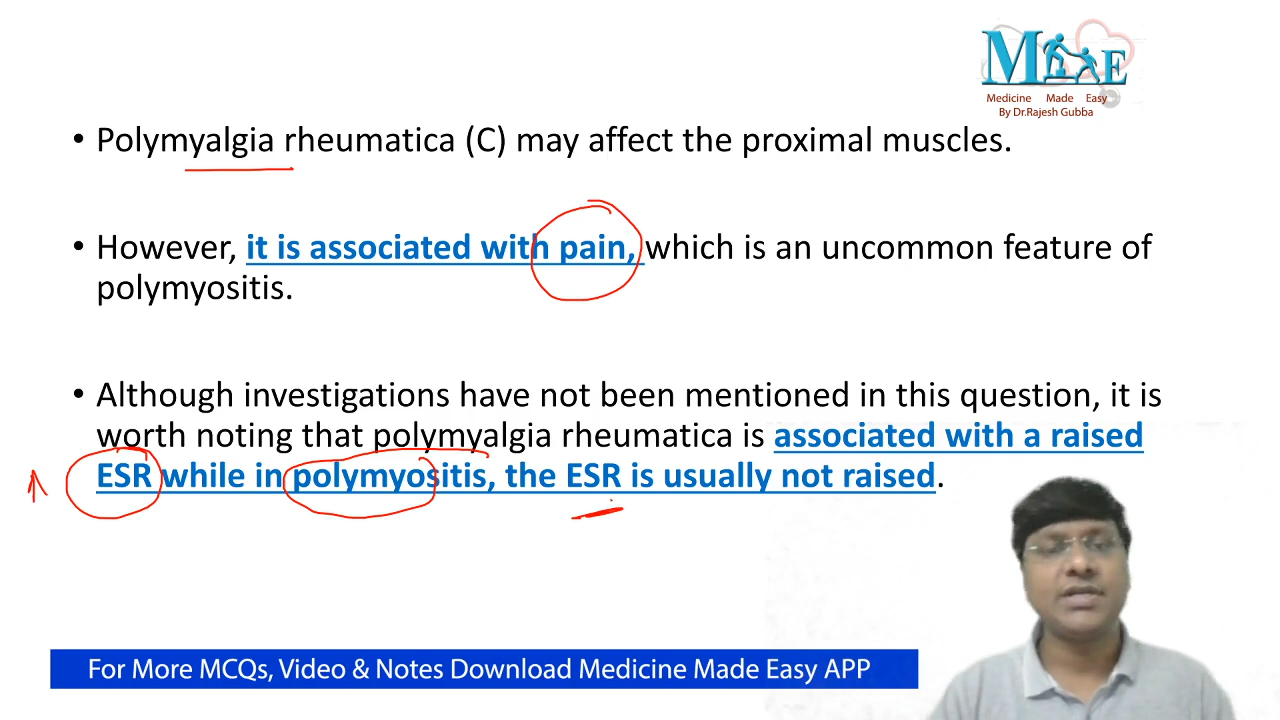 M E
Medicine Made Easy
By Dr.Rajesh Gubba
• Polymyalgia rheumatica (C) may affect the proximal muscles.
• However, it is associated with pain, which is an uncommon feature of
polymyositis.
• Although investigations have not been mentioned in this question, it is
worth noting that polymyalgia rheumatica is associated with a raised
ESR while in polymyositis, the ESR is usually not raised.
For More MCQs, Video & Notes Download Medicine Made Easy APP